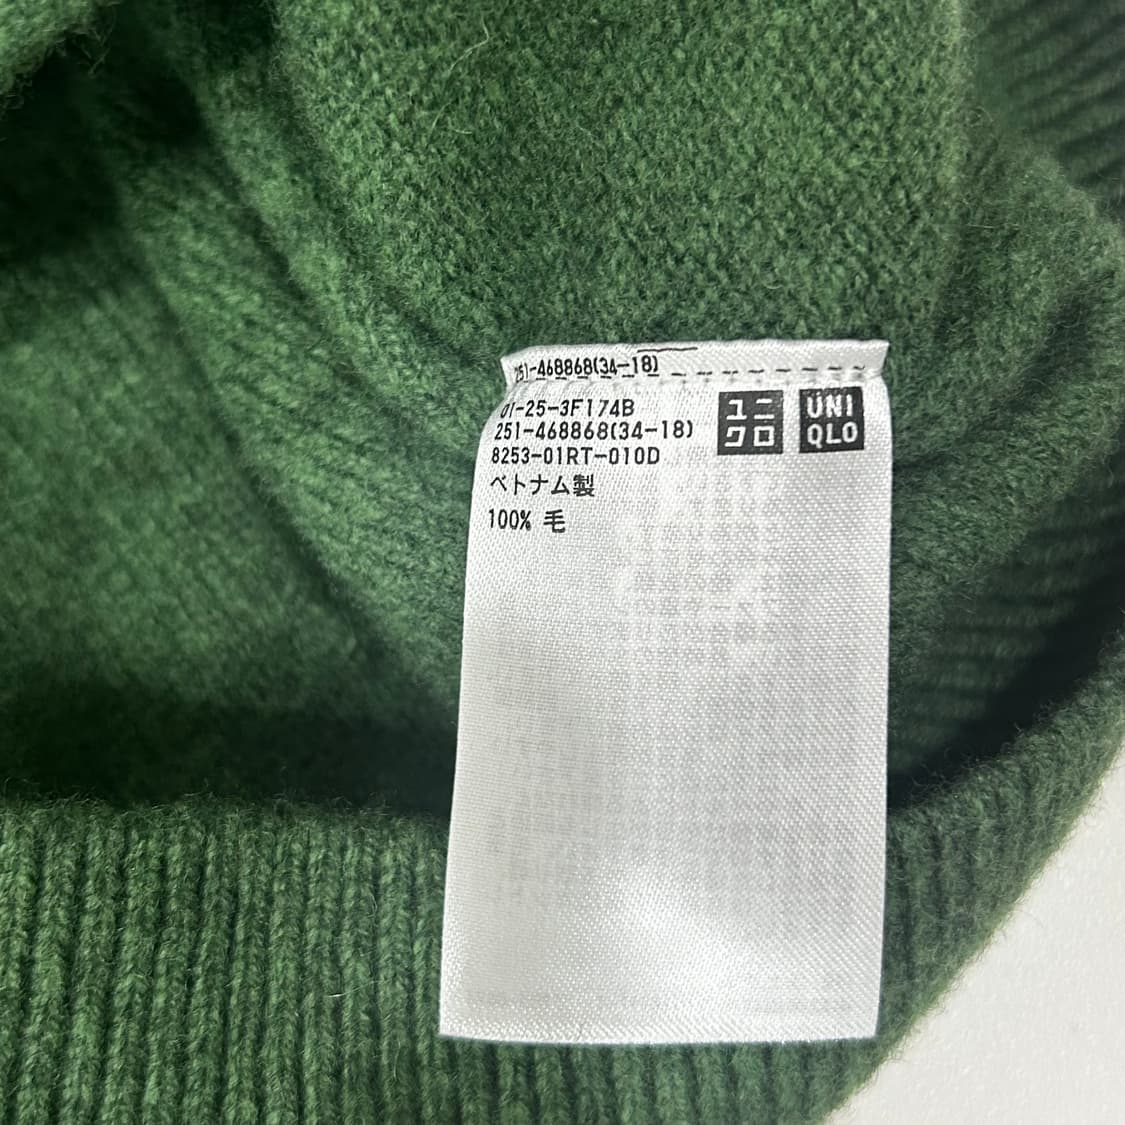 251-468868(34-18)
01-25-3F174B
251-468868(34-18)
8253-01RT-010D
ベトナム製
100% 毛
ユニ
クロ
UNI
QLO